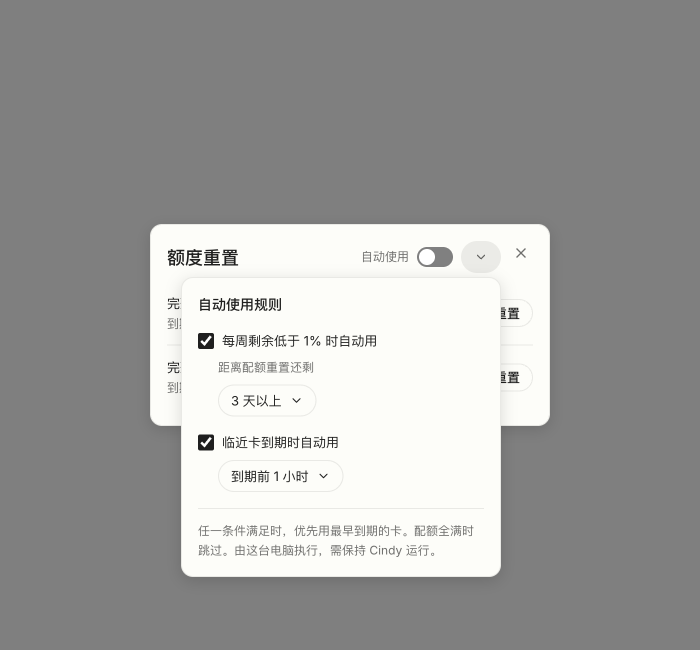 额度重置
自动使用
完
到
重置
完
到
重置
自动使用规则
每周剩余低于 1% 时自动用
距离配额重置还剩
3 天以上
临近卡到期时自动用
到期前 1 小时
任一条件满足时，优先用最早到期的卡。配额全满时
跳过。由这台电脑执行，需保持 Cindy 运行。